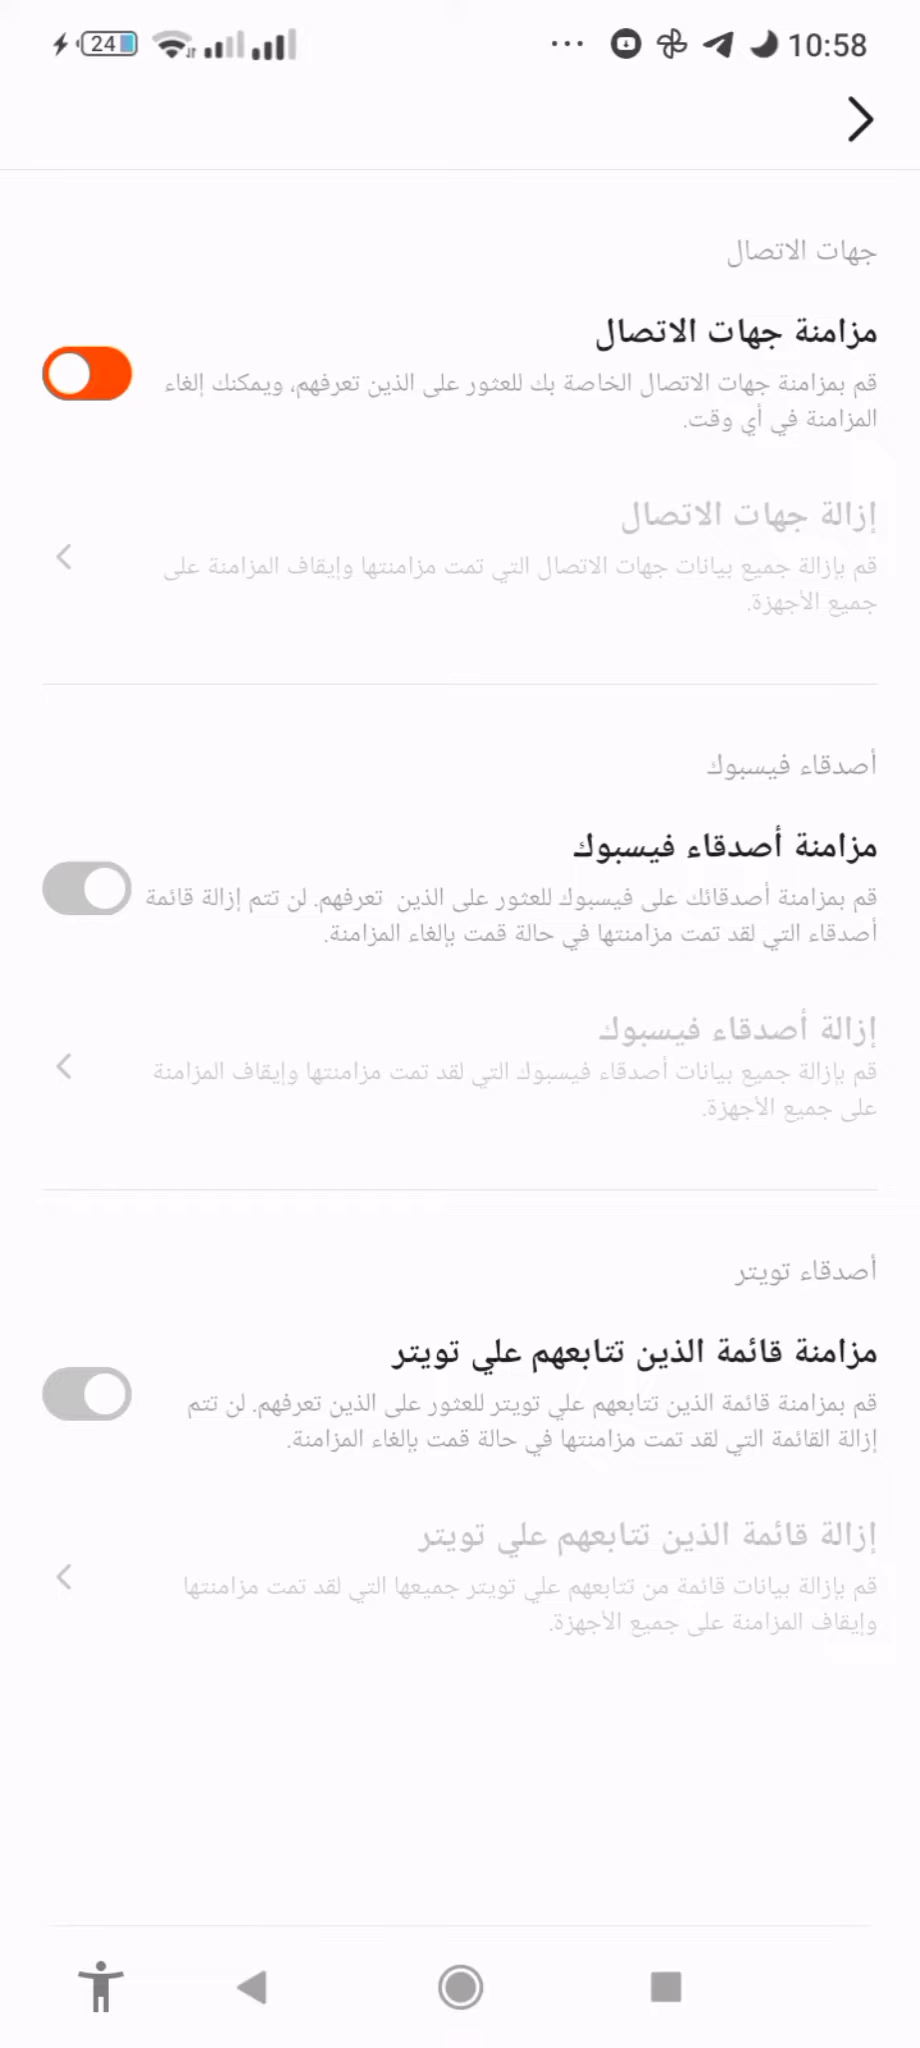 24
10:58
جهات الاتصال
مزامنة جهات الاتصال
قم بمزامنة جهات الاتصال الخاصة بك للعثور على الذين تعرفهم، ويمكنك إلغاء
المزامنة في أي وقت.
إزالة جهات الاتصال
قم بإزالة جميع بيانات جهات الاتصال التي تمت مزامنتها وإيقاف المزامنة على
جميع الأجهزة.
أصدقاء فيسبوك
مزامنة أصدقاء فيسبوك
قم بمزامنة أصدقائك على فيسبوك للعثور على الذين تعرفهم. لن تتم إزالة قائمة
أصدقاء التي لقد تمت مزامنتها في حالة قمت بإلغاء المزامنة.
إزالة أصدقاء فيسبوك
قم بإزالة جميع بيانات أصدقاء فيسبوك التي لقد تمت مزامنتها وإيقاف المزامنة
على جميع الأجهزة.
أصدقاء تويتر
مزامنة قائمة الذين تتابعهم علي تويتر
قم بمزامنة قائمة الذين تتابعهم علي تويتر للعثور على الذين تعرفهم. لن تتم
إزالة القائمة التي لقد تمت مزامنتها في حالة قمت بإلغاء المزامنة.
إزالة قائمة الذين تتابعهم علي تويتر
قم بإزالة بيانات قائمة من تتابعهم علي تويتر جميعها التي لقد تمت مزامنتها
وإيقاف المزامنة على جميع الأجهزة.